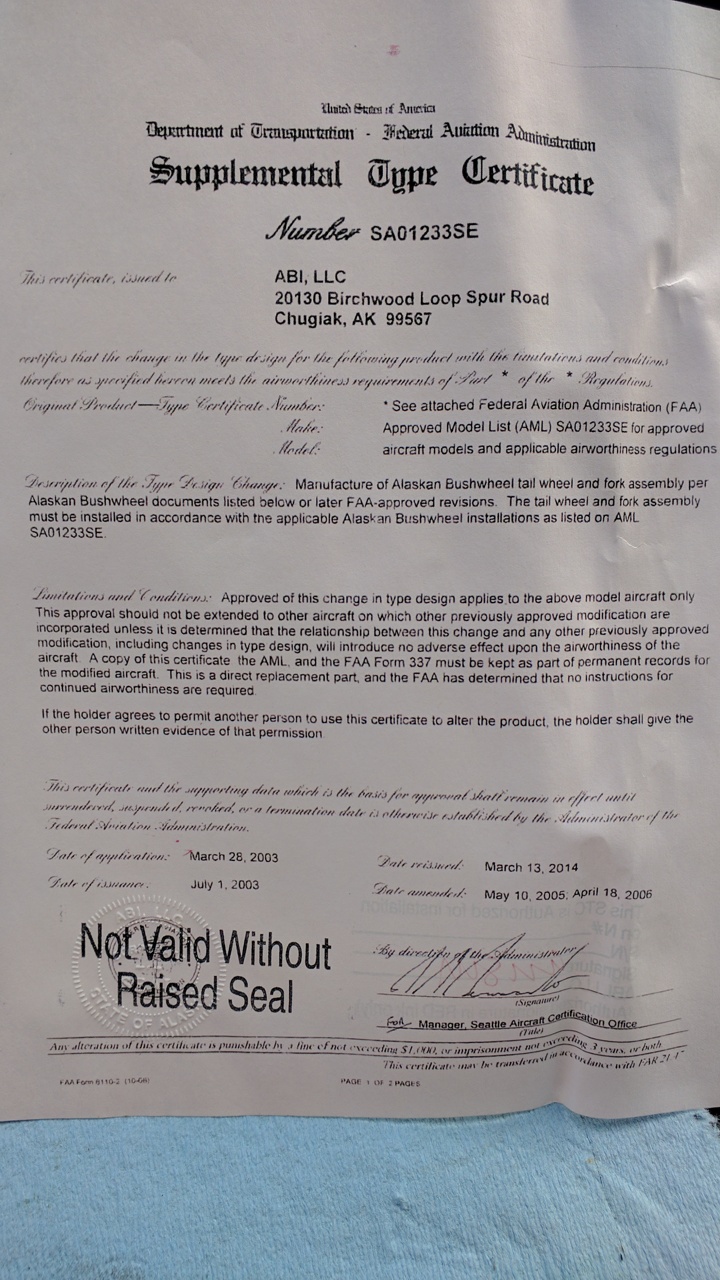 United States of America
Department of Transportation - Federal Aviation Administration
Supplemental Type Certificate
Number SA01233SE
This certificate, issued to
ABI, LLC
20130 Birchwood Loop Spur Road
Chugiak, AK 99567
certifies that the change in the type design for the following product with the limitations and conditions
therefore as specified hereon meets the airworthiness requirements of Part * of the * Regulations.
Original Product—Type Certificate Number: * See attached Federal Aviation Administration (FAA)
Make: Approved Model List (AML) SA01233SE for approved
Model: aircraft models and applicable airworthiness regulations
Description of the Type Design Change: Manufacture of Alaskan Bushwheel tail wheel and fork assembly per
Alaskan Bushwheel documents listed below or later FAA-approved revisions. The tail wheel and fork assembly
must be installed in accordance with the applicable Alaskan Bushwheel installations as listed on AML
SA01233SE.
Limitations and Conditions: Approved of this change in type design applies to the above model aircraft only
This approval should not be extended to other aircraft on which other previously approved modification are
incorporated unless it is determined that the relationship between this change and any other previously approved
modification, including changes in type design, will introduce no adverse effect upon the airworthiness of the
aircraft. A copy of this certificate the AML, and the FAA Form 337 must be kept as part of permanent records for
the modified aircraft. This is a direct replacement part, and the FAA has determined that no instructions for
continued airworthiness are required
If the holder agrees to permit another person to use this certificate to alter the product, the holder shall give the
other person written evidence of that permission
This certificate and the supporting data which is the basis for approval shall remain in effect until
surrendered, suspended, revoked, or a termination date is otherwise established by the Administrator of the
Federal Aviation Administration.
Date of application: March 28, 2003
Date reissued: March 13, 2014
Date of issuance: July 1, 2003
Date amended: May 10, 2005; April 18, 2006
Not Valid Without
Raised Seal
By direction of the Administrator
(Signature)
For Manager, Seattle Aircraft Certification Office
(Title)
Any alteration of this certificate is punishable by a fine of not exceeding $1,000, or imprisonment not exceeding 3 years, or both
This certificate may be transferred in accordance with FAR 21.47
FAA Form 8110-2 (10-68)
PAGE 1 OF 2 PAGES